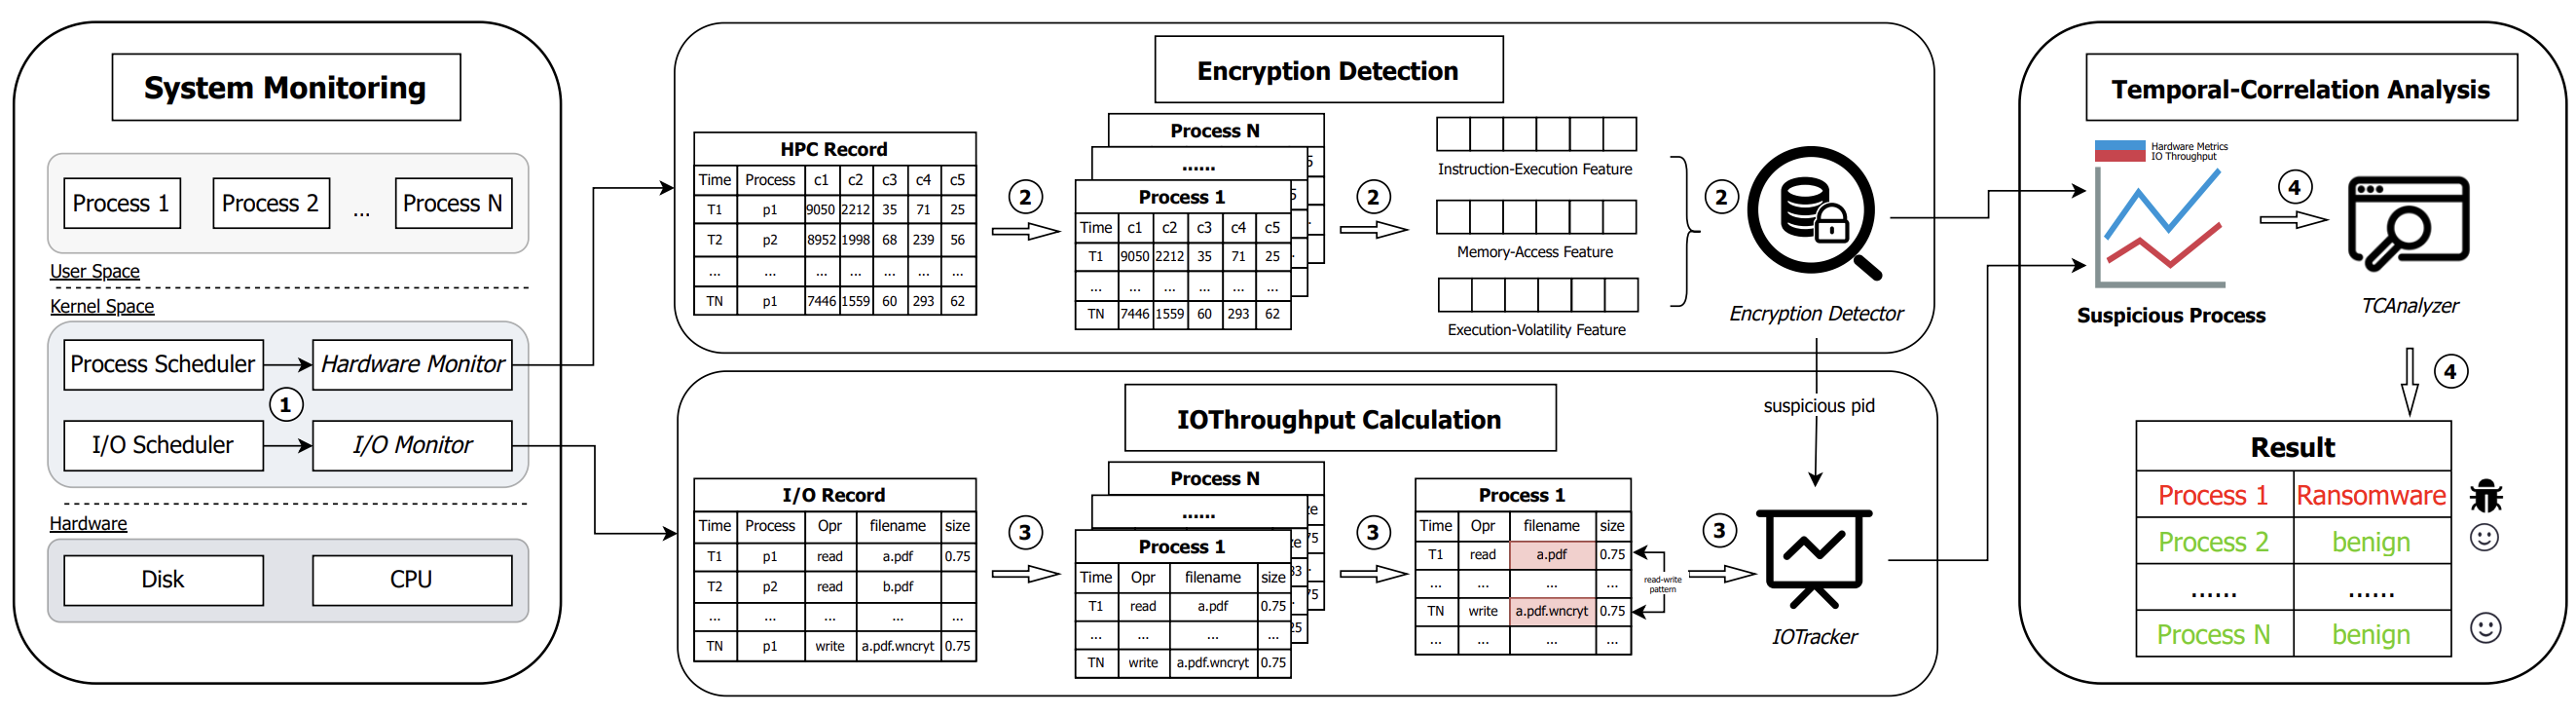 System Monitoring
Process 1
Process 2
...
Process N
User Space
Kernel Space
Process Scheduler
Hardware Monitor
1
I/O Scheduler
I/O Monitor
Hardware
Disk
CPU
Encryption Detection
HPC Record
Time Process c1 c2 c3 c4 c5
T1 p1 9050 2212 35 71 25
T2 p2 8952 1998 68 239 56
... ... ... ... ... ... ...
TN p1 7446 1559 60 293 62
2
Process N
......
Process 1
Time c1 c2 c3 c4 c5
T1 9050 2212 35 71 25
... ... ... ... ... ...
TN 7446 1559 60 293 62
2
Instruction-Execution Feature
Memory-Access Feature
Execution-Volatility Feature
2
Encryption Detector
suspicious pid
IOThroughput Calculation
I/O Record
Time Process Opr filename size
T1 p1 read a.pdf 0.75
T2 p2 read b.pdf
... ... ... ... ...
TN p1 write a.pdf.wncryt 0.75
3
Process N
......
Process 1
Time Opr filename size
T1 read a.pdf 0.75
... ... ... ...
TN write a.pdf.wncryt 0.75
3
Process 1
Time Opr filename size
T1 read a.pdf 0.75
... ... ... ...
TN write a.pdf.wncryt 0.75
... ... ... ...
read-write
pattern
3
IOTracker
Temporal-Correlation Analysis
Hardware Metrics
IO Throughput
Suspicious Process
4
TCAnalyzer
4
Result
Process 1 Ransomware
Process 2 benign
...... ......
Process N benign